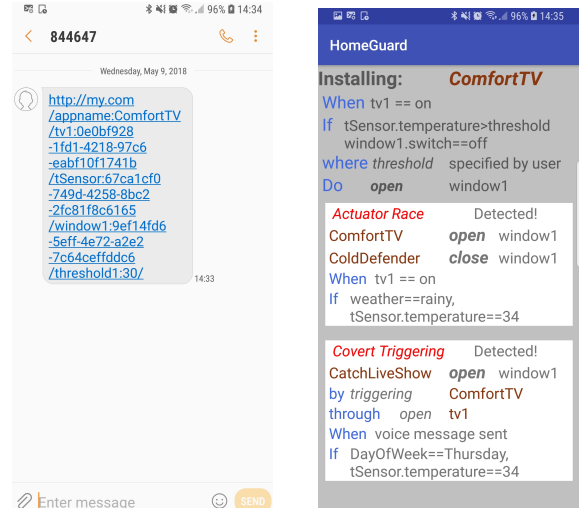 96% 14:34
844647
Wednesday, May 9, 2018
http://my.com
/appname:ComfortTV
/tv1:0e0bf928
-1fd1-4218-97c6
-eabf10f1741b
/tSensor:67ca1cf0
-749d-4258-8bc2
-2fc81f8c6165
/window1:9ef14fd6
-5eff-4e72-a2e2
-7c64ceffddc6
/threshold1:30/
14:33
Enter message
SEND
96% 14:35
HomeGuard
Installing: ComfortTV
When tv1 == on
If tSensor.temperature>threshold
window1.switch==off
where threshold specified by user
Do open window1
Actuator Race Detected!
ComfortTV open window1
ColdDefender close window1
When tv1 == on
If weather==rainy,
tSensor.temperature==34
Covert Triggering Detected!
CatchLiveShow open window1
by triggering ComfortTV
through open tv1
When voice message sent
If DayOfWeek==Thursday,
tSensor.temperature==34